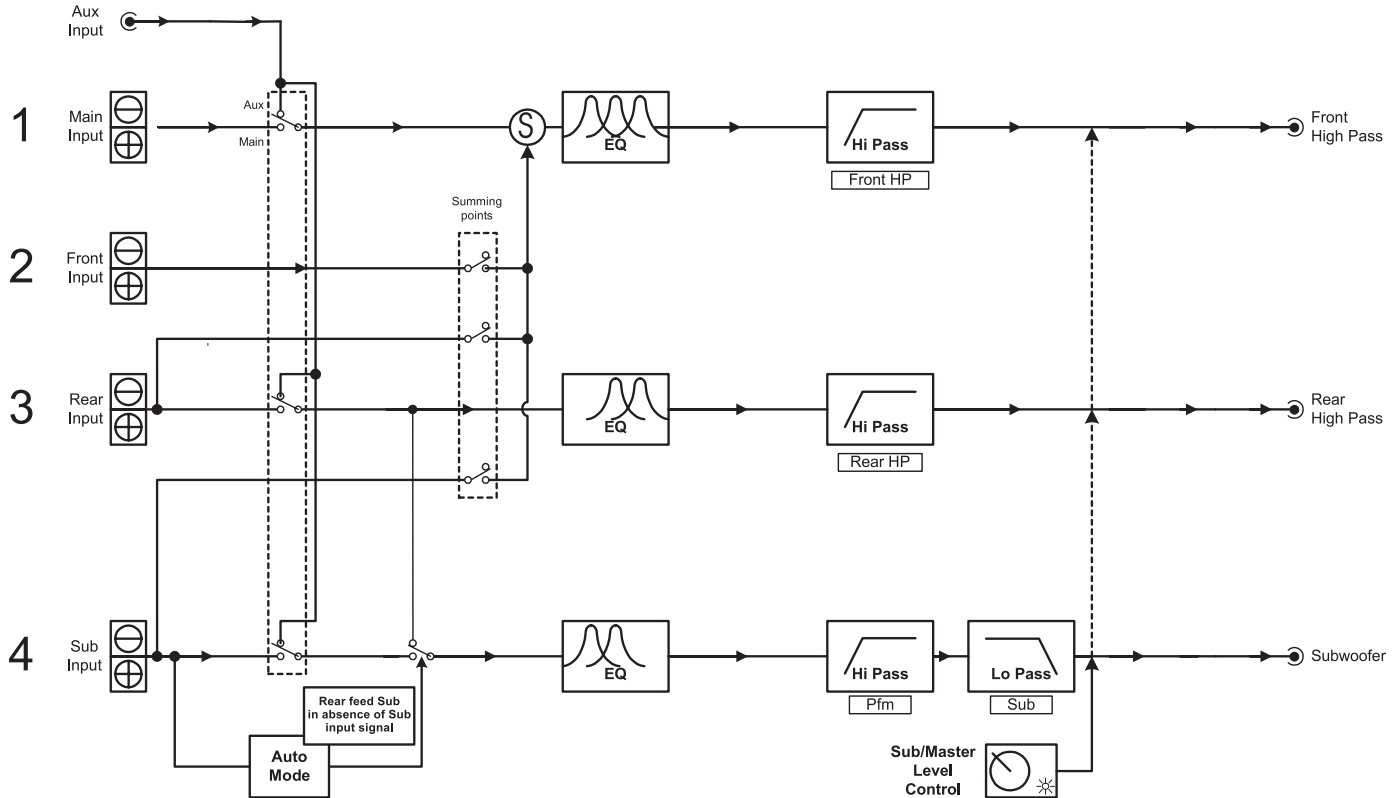 Aux
Input
1
Main
Input
Aux
Main
S
EQ
Hi Pass
Front HP
Front
High Pass
Summing
points
2
Front
Input
3
Rear
Input
EQ
Hi Pass
Rear HP
Rear
High Pass
4
Sub
Input
EQ
Hi Pass
Pfm
Lo Pass
Sub
Subwoofer
Rear feed Sub
in absence of Sub
input signal
Auto
Mode
Sub/Master
Level
Control